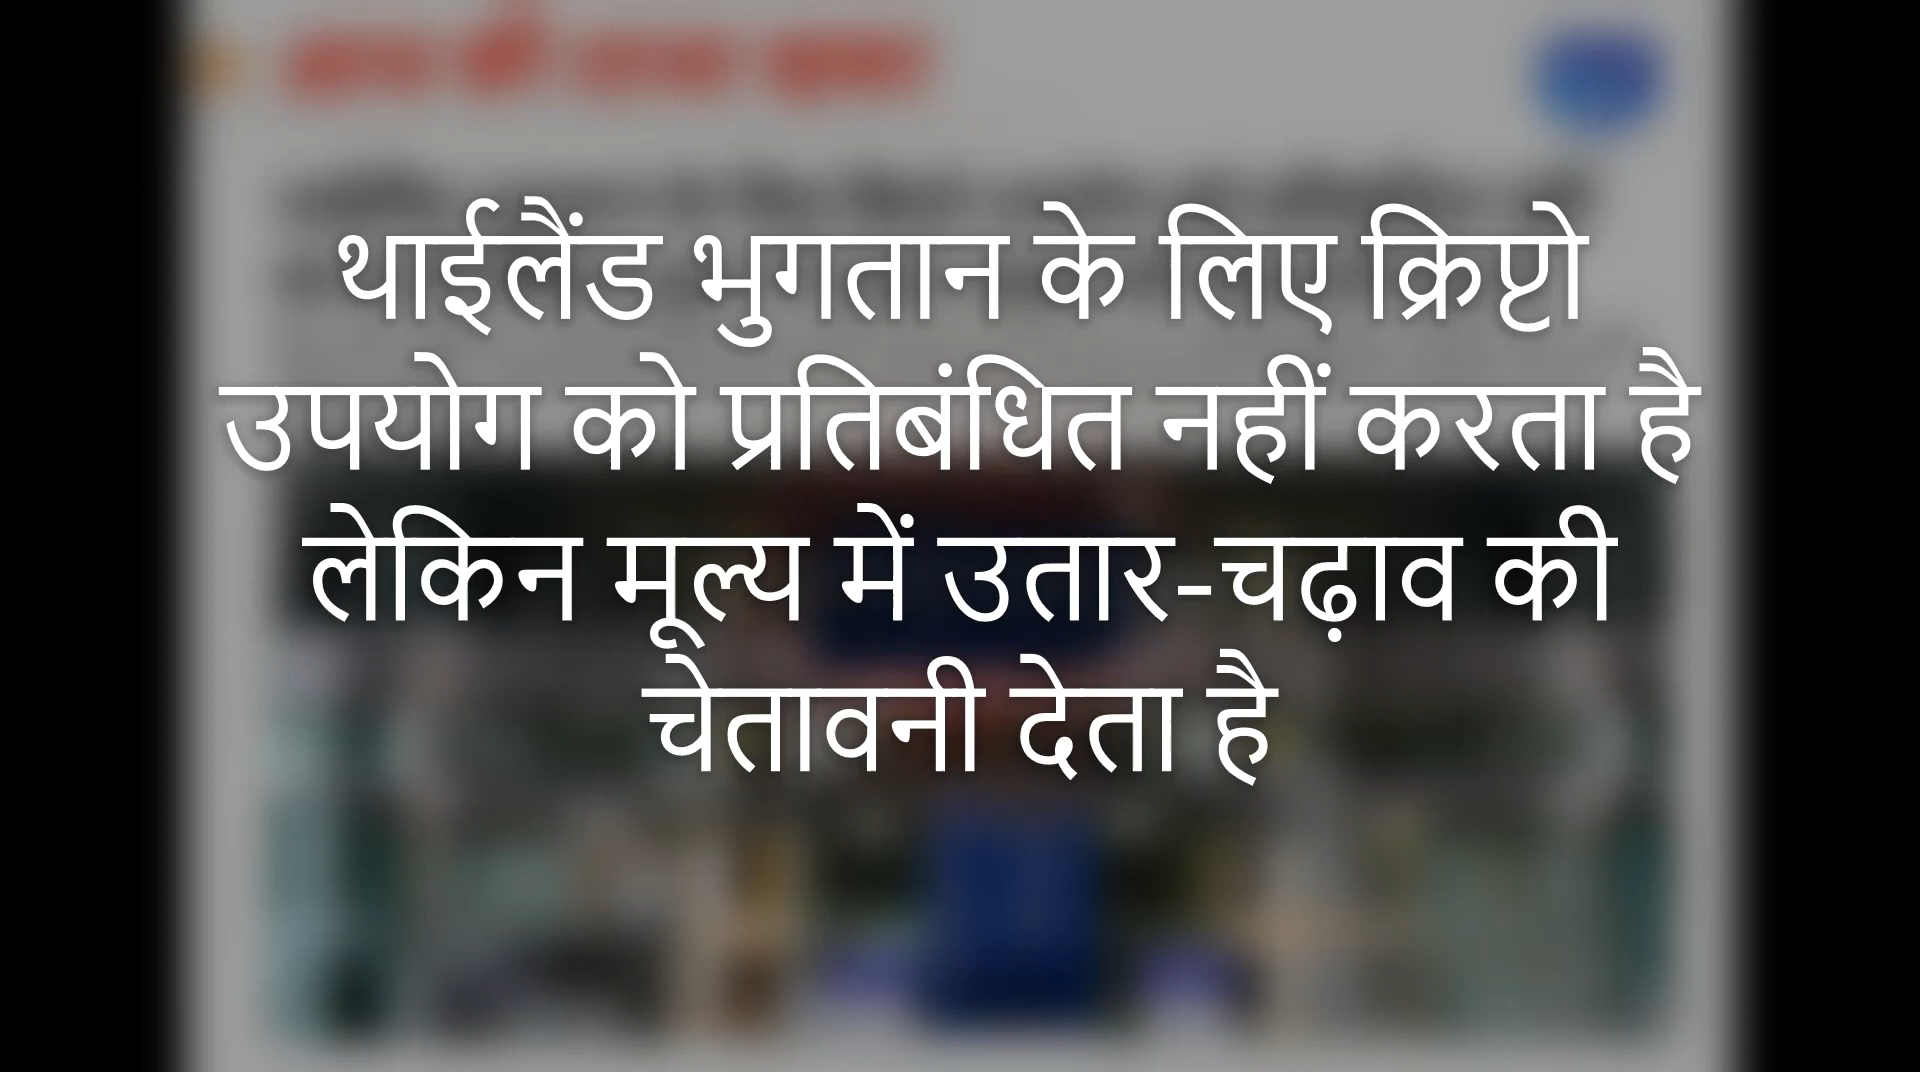 थाईलैंड भुगतान के लिए क्रिप्टो
उपयोग को प्रतिबंधित नहीं करता है
लेकिन मूल्य में उतार-चढ़ाव की
चेतावनी देता है